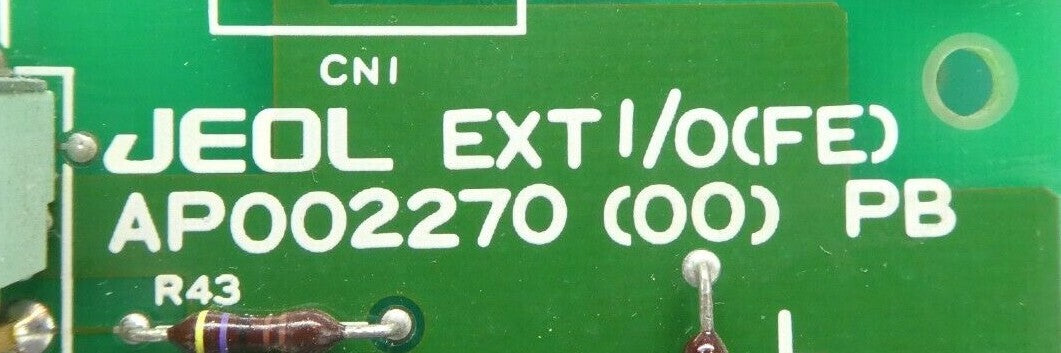 CN1
JEOL EXT I/O(FE)
AP002270 (00) PB
R43